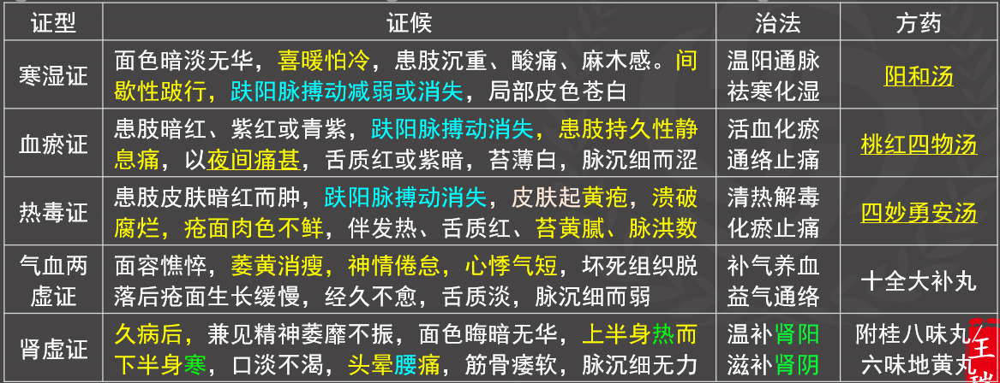 证型 证候 治法 方药
寒湿证
面色暗淡无华，喜暖怕冷，患肢沉重、酸痛、麻木感。间
歇性跛行，趺阳脉搏动减弱或消失，局部皮色苍白
温阳通脉
祛寒化湿
阳和汤
血瘀证
患肢暗红、紫红或青紫，趺阳脉搏动消失，患肢持久性静
息痛，以夜间痛甚，舌质红或紫暗，苔薄白，脉沉细而涩
活血化瘀
通络止痛
桃红四物汤
热毒证
患肢皮肤暗红而肿，趺阳脉搏动消失，皮肤起黄疱，溃破
腐烂，疮面肉色不鲜，伴发热、舌质红、苔黄腻、脉洪数
清热解毒
化瘀止痛
四妙勇安汤
气血两
虚证
面容憔悴，萎黄消瘦，神情倦怠，心悸气短，坏死组织脱
落后疮面生长缓慢，经久不愈，舌质淡，脉沉细而弱
补气养血
益气通络
十全大补丸
肾虚证
久病后，兼见精神萎靡不振，面色晦暗无华，上半身热而
下半身寒，口淡不渴，头晕腰痛，筋骨痿软，脉沉细无力
温补肾阳
滋补肾阴
附桂八味丸/
六味地黄丸
王